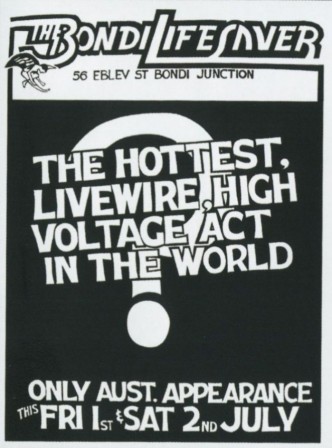 THE BONDI LIFESAVER
56 EBLEV ST BONDI JUNCTION
THE HOTTEST,
LIVEWIRE, HIGH
VOLTAGE ACT
IN THE WORLD
?
ONLY AUST. APPEARANCE
THIS FRI 1ST & SAT 2ND JULY